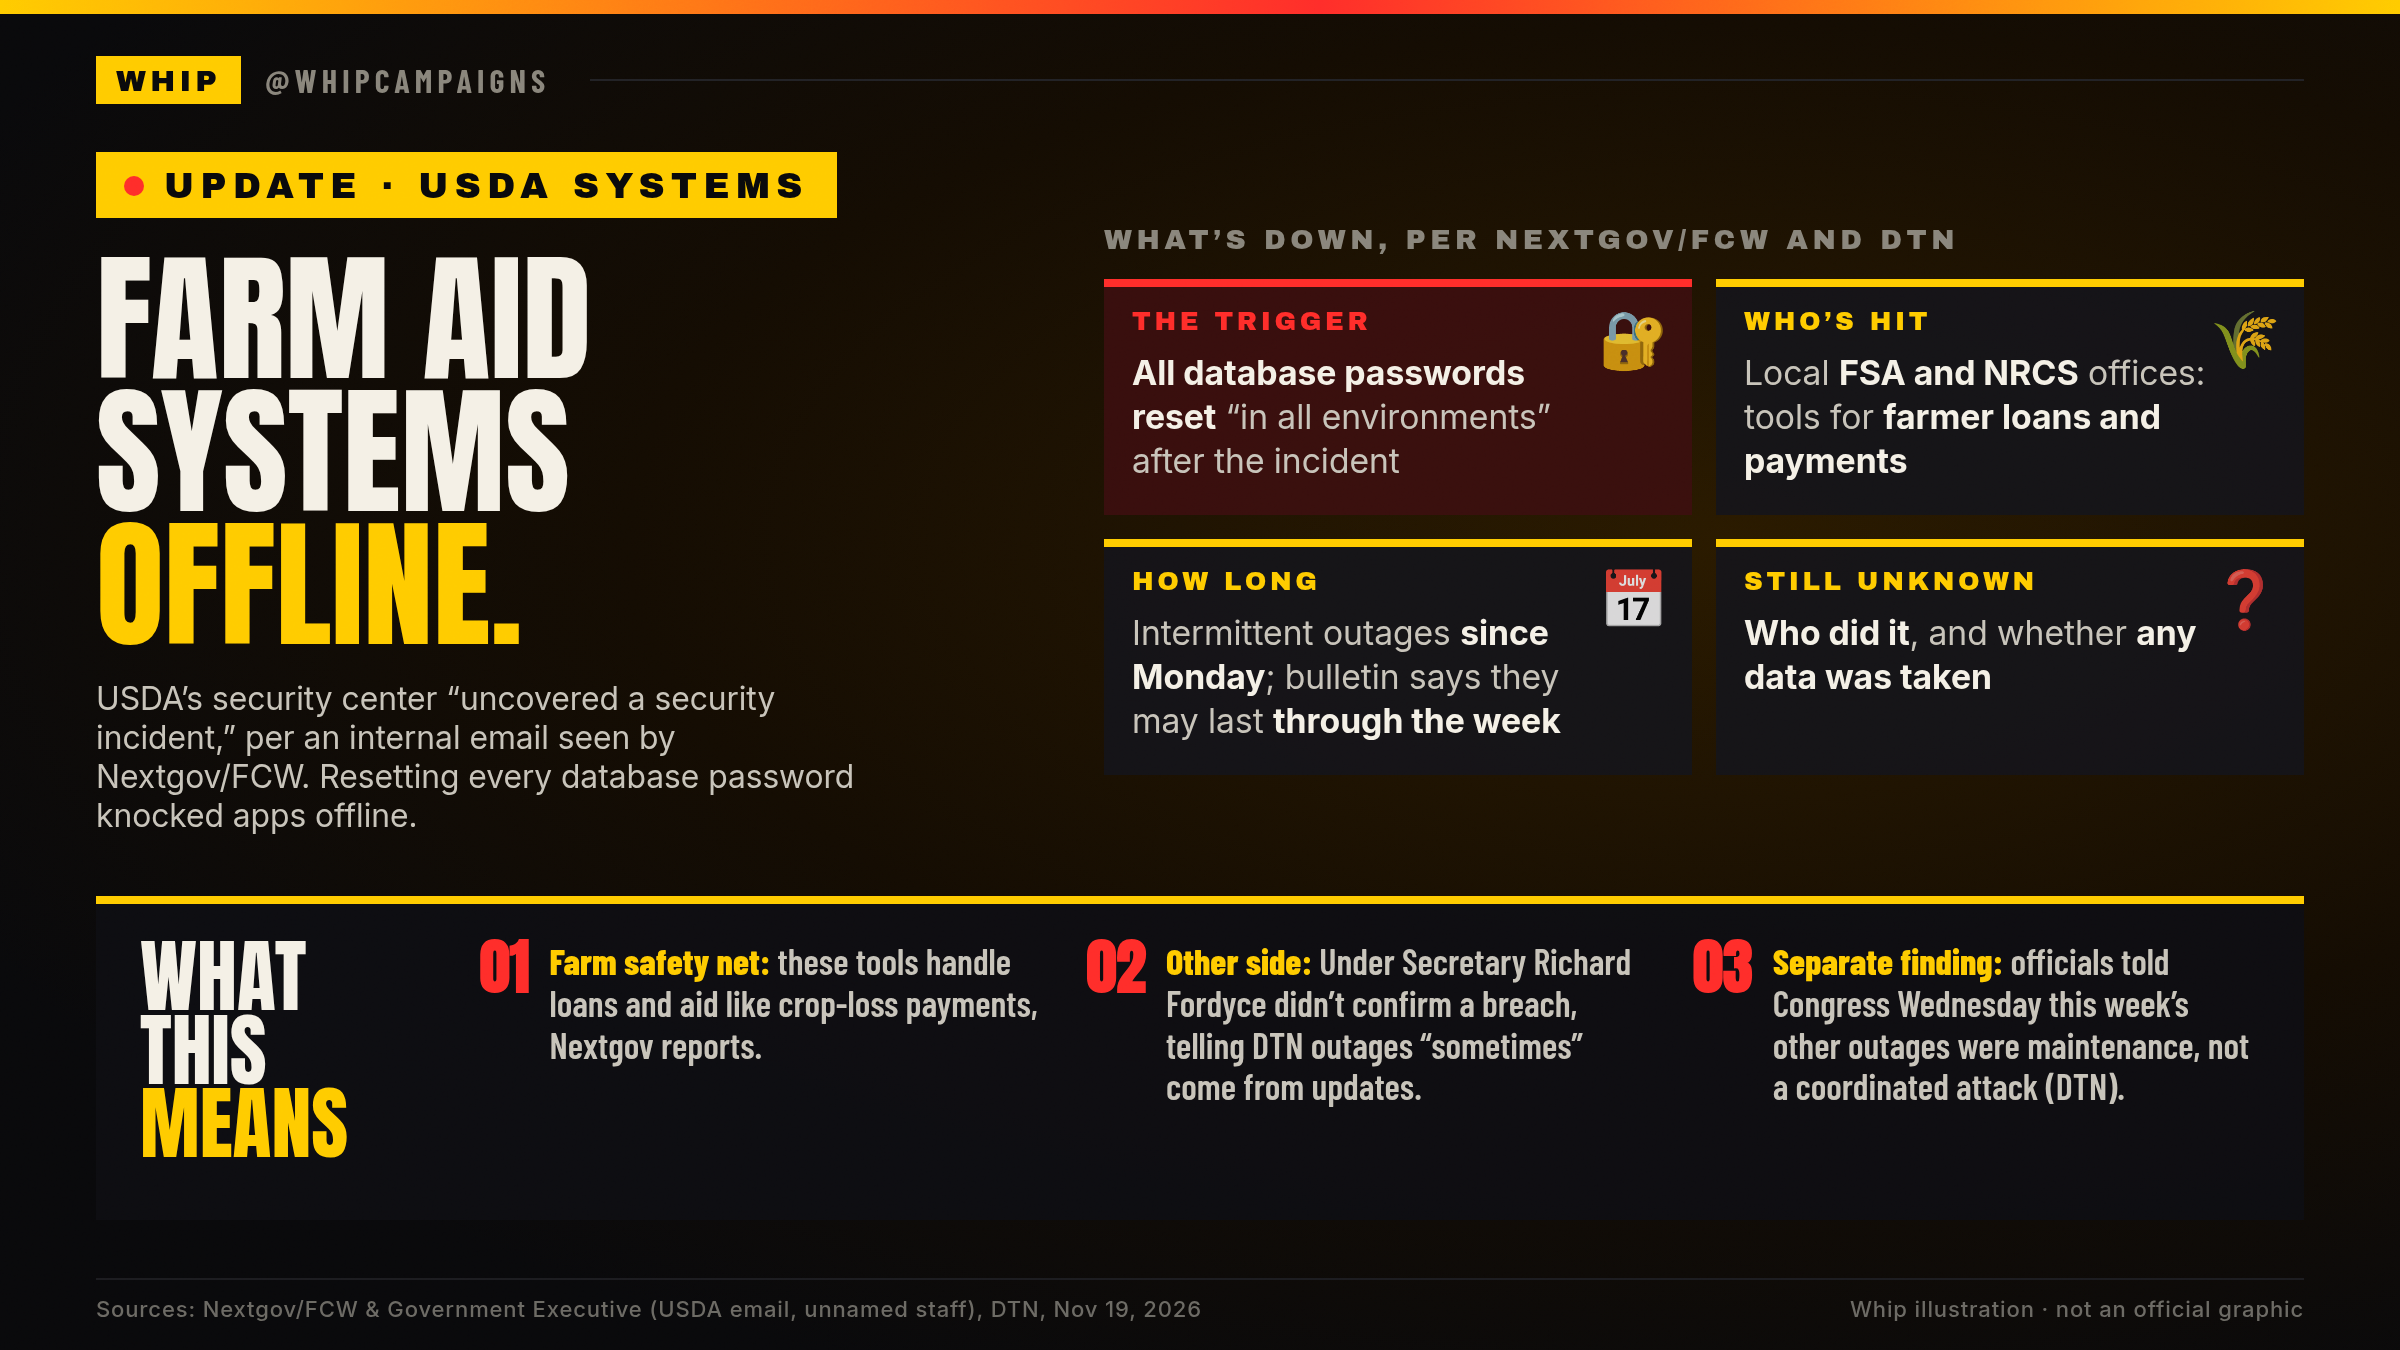 WHIP @WHIPCAMPAIGNS
UPDATE · USDA SYSTEMS
FARM AID
SYSTEMS
OFFLINE.
USDA’s security center “uncovered a security
incident,” per an internal email seen by
Nextgov/FCW. Resetting every database password
knocked apps offline.
WHAT’S DOWN, PER NEXTGOV/FCW AND DTN
THE TRIGGER
All database passwords
reset “in all environments”
after the incident
WHO’S HIT
Local FSA and NRCS offices:
tools for farmer loans and
payments
HOW LONG
July
17
Intermittent outages since
Monday; bulletin says they
may last through the week
STILL UNKNOWN
Who did it, and whether any
data was taken
WHAT
THIS
MEANS
01
Farm safety net: these tools handle
loans and aid like crop-loss payments,
Nextgov reports.
02
Other side: Under Secretary Richard
Fordyce didn’t confirm a breach,
telling DTN outages “sometimes”
come from updates.
03
Separate finding: officials told
Congress Wednesday this week’s
other outages were maintenance, not
a coordinated attack (DTN).
Sources: Nextgov/FCW & Government Executive (USDA email, unnamed staff), DTN, Nov 19, 2026
Whip illustration · not an official graphic